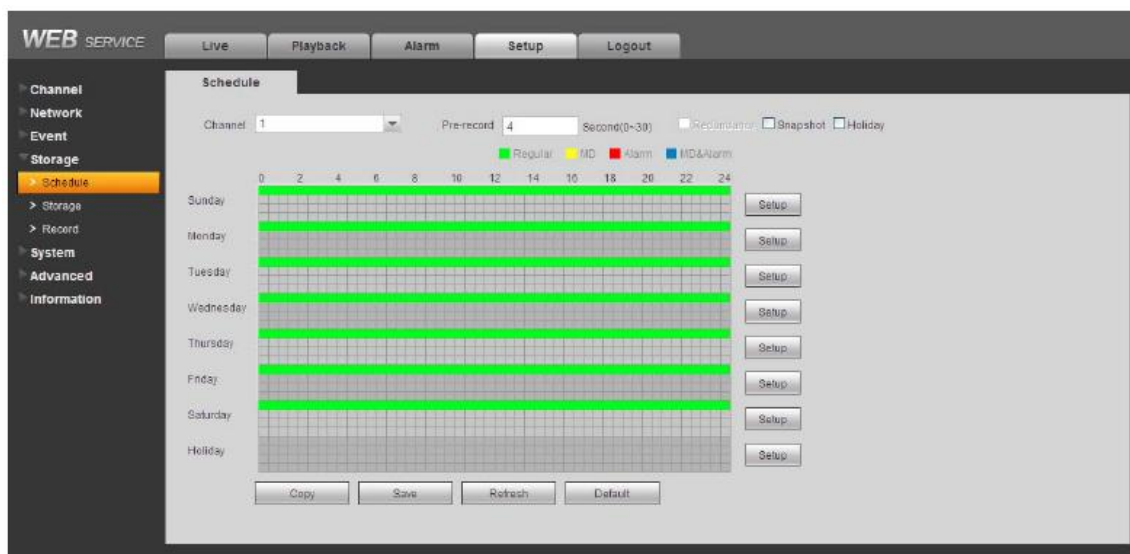 WEB SERVICE
Live Playback Alarm Setup Logout
Channel
Network
Event
Storage
> Schedule
> Storage
> Record
System
Advanced
Information
Schedule
Channel 1 Pre-record 4 Second(0~30) Redundancy Snapshot Holiday
Regular MD Alarm MD&Alarm
0 2 4 6 8 10 12 14 16 18 20 22 24
Sunday Setup
Monday Setup
Tuesday Setup
Wednesday Setup
Thursday Setup
Friday Setup
Saturday Setup
Holiday Setup
Copy Save Refresh Default